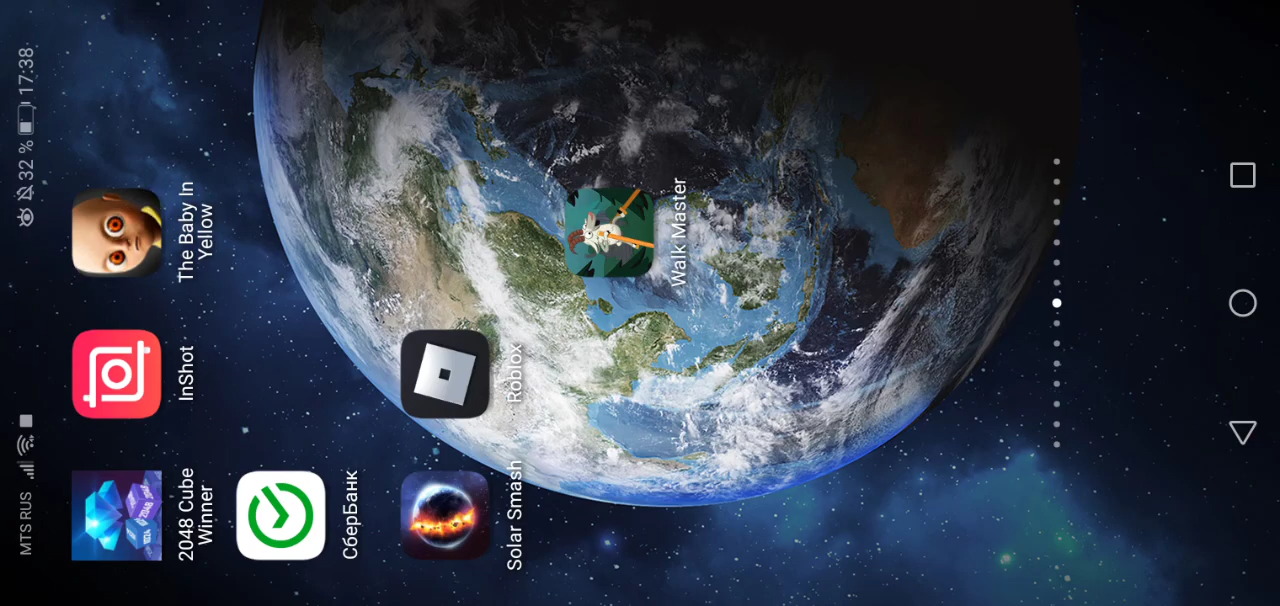 MTS RUS
32 %
17:38
2048 Cube
Winner
InShot
The Baby In
Yellow
СберБанк
Solar Smash
Roblox
Walk Master